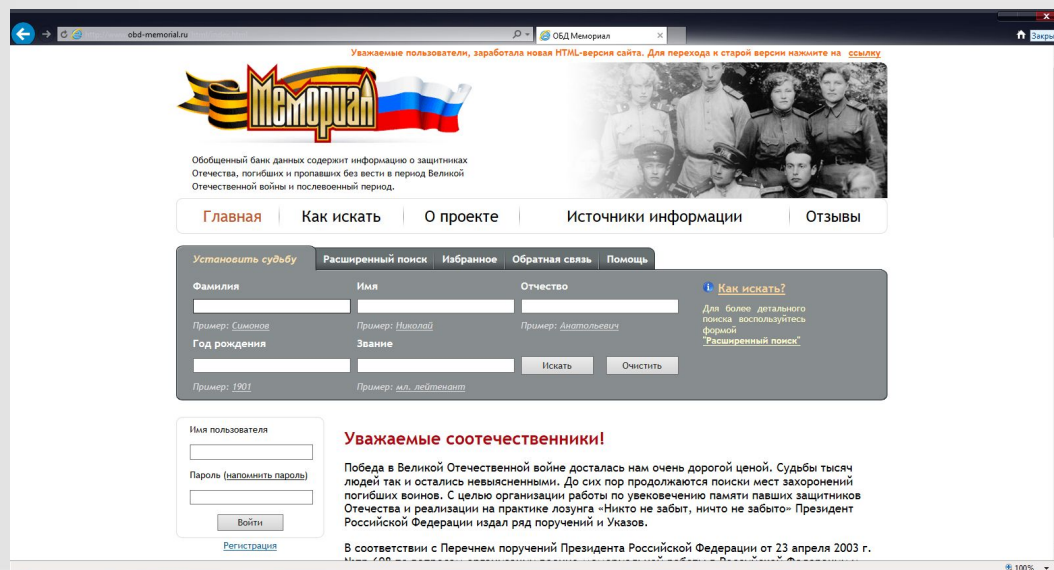 obd-memorial.ru
ОБД Мемориал
Закры
Уважаемые пользователи, заработала новая HTML-версия сайта. Для перехода к старой версии нажмите на ссылку
Мемориал
Обобщенный банк данных содержит информацию о защитниках
Отечества, погибших и пропавших без вести в период Великой
Отечественной войны и послевоенный период.
Главная Как искать О проекте Источники информации Отзывы
Установить судьбу Расширенный поиск Избранное Обратная связь Помощь
Фамилия Имя Отчество
Пример: Симонов Пример: Николай Пример: Анатольевич
Год рождения Звание
Искать Очистить
Пример: 1901 Пример: мл. лейтенант
Как искать?
Для более детального
поиска воспользуйтесь
формой
"Расширенный поиск"
Имя пользователя
Пароль (напомнить пароль)
Войти
Регистрация
Уважаемые соотечественники!
Победа в Великой Отечественной войне досталась нам очень дорогой ценой. Судьбы тысяч
людей так и остались невыясненными. До сих пор продолжаются поиски мест захоронений
погибших воинов. С целью организации работы по увековечению памяти павших защитников
Отечества и реализации на практике лозунга «Никто не забыт, ничто не забыто» Президент
Российской Федерации издал ряд поручений и Указов.
В соответствии с Перечнем поручений Президента Российской Федерации от 23 апреля 2003 г.
100%